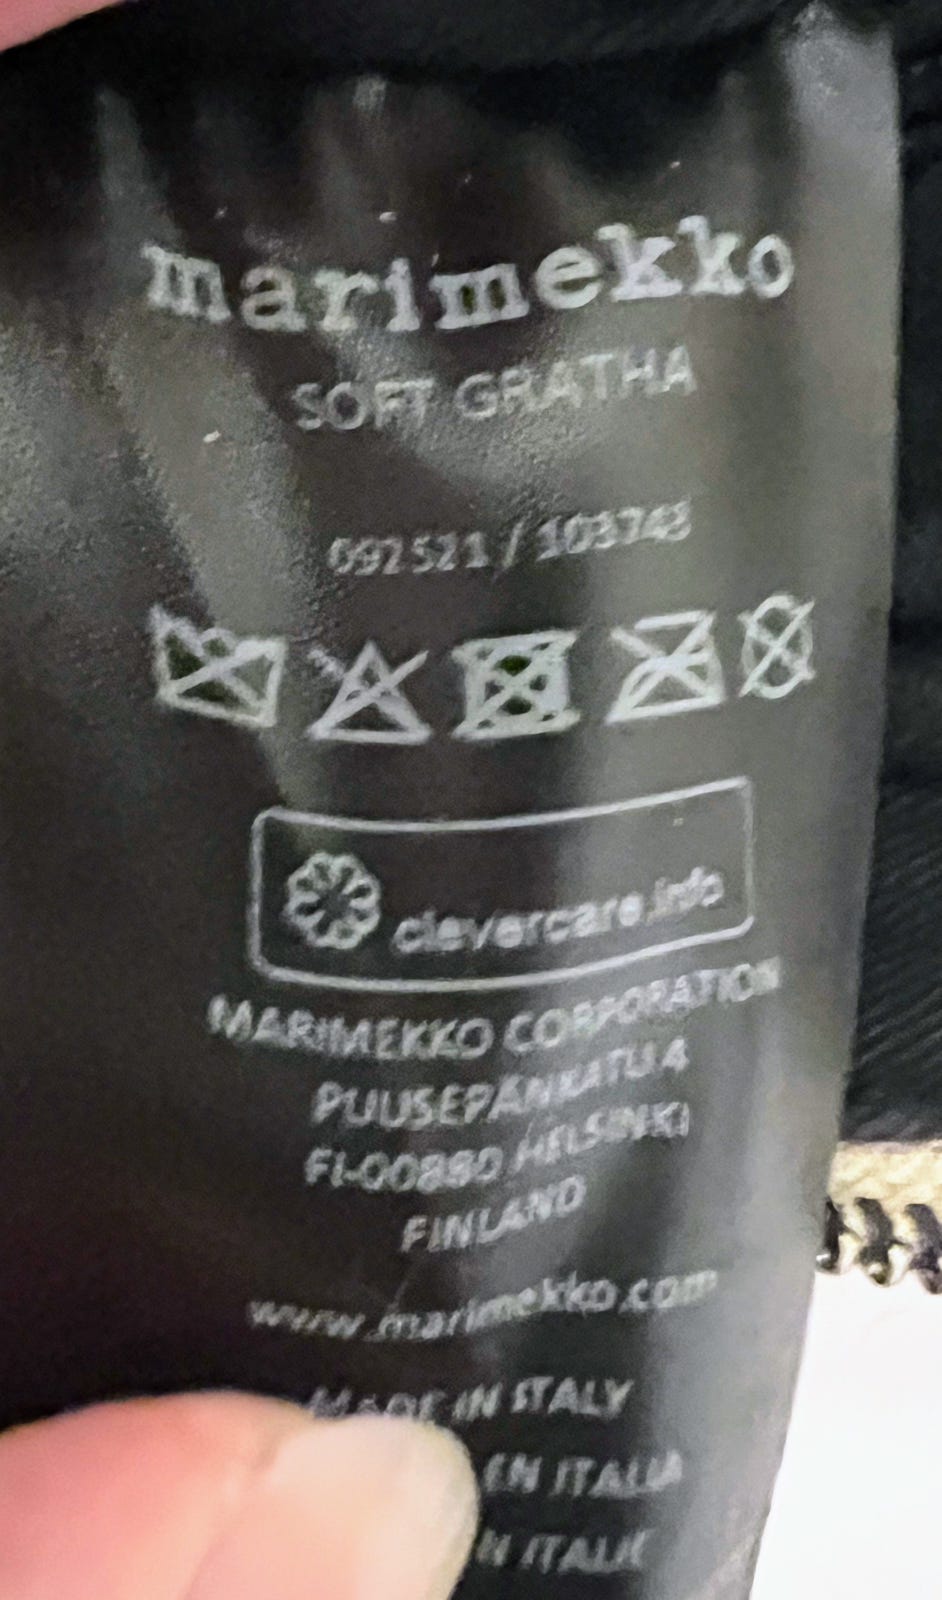 marimekko
SOFT GRATHA
092521 / 103743
clevercare.info
MARIMEKKO CORPORATION
PUUSEPÄNKATU 4
FI-00880 HELSINKI
FINLAND
www.marimekko.com
MADE IN ITALY
EN ITALIA
ITALIE